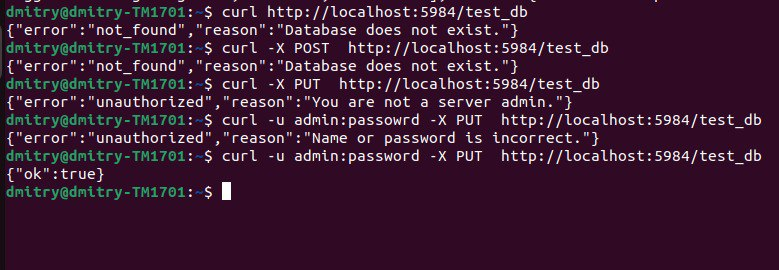 dmitry@dmitry-TM1701:~$ curl http://localhost:5984/test_db
{"error":"not_found","reason":"Database does not exist."}
dmitry@dmitry-TM1701:~$ curl -X POST  http://localhost:5984/test_db
{"error":"not_found","reason":"Database does not exist."}
dmitry@dmitry-TM1701:~$ curl -X PUT  http://localhost:5984/test_db
{"error":"unauthorized","reason":"You are not a server admin."}
dmitry@dmitry-TM1701:~$ curl -u admin:passowrd -X PUT  http://localhost:5984/test_db
{"error":"unauthorized","reason":"Name or password is incorrect."}
dmitry@dmitry-TM1701:~$ curl -u admin:password -X PUT  http://localhost:5984/test_db
{"ok":true}
dmitry@dmitry-TM1701:~$